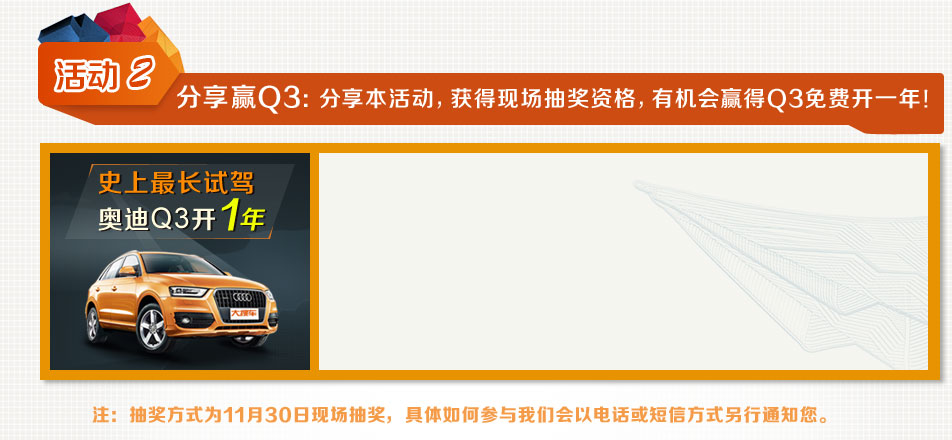 活动 2
分享赢Q3: 分享本活动, 获得现场抽奖资格, 有机会赢得Q3免费开一年!
史上最长试驾
奥迪Q3开1年
大搜车
注: 抽奖方式为11月30日现场抽奖, 具体如何参与我们会以电话或短信方式另行通知您。